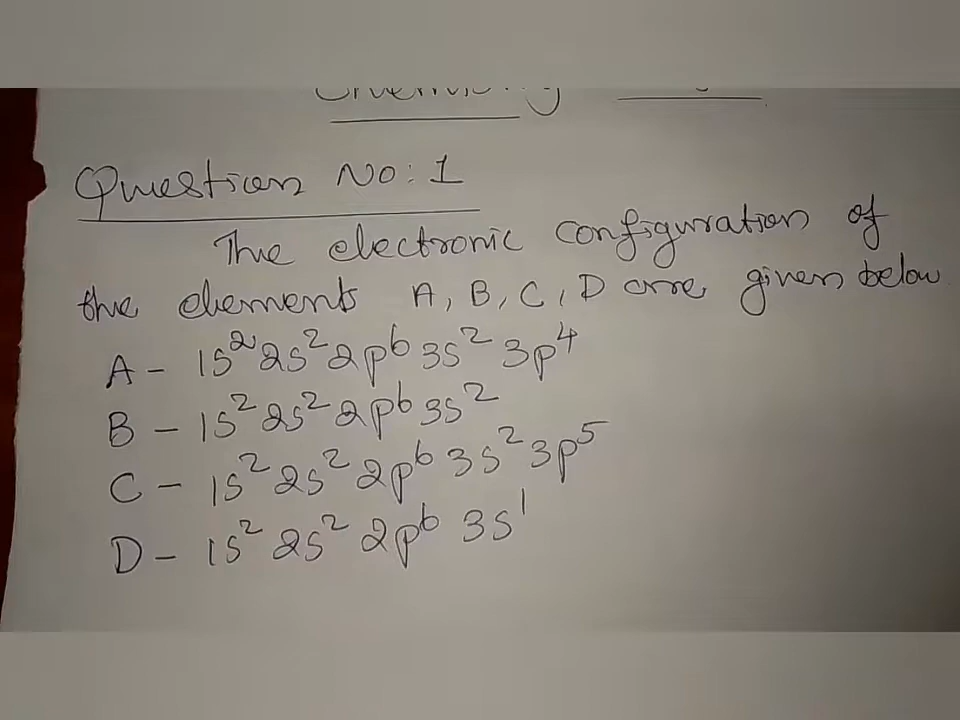 Question No: 1
The electronic configuration of
the elements A, B, C, D are given below
A - 1s² 2s² 2p⁶ 3s² 3p⁴
B - 1s² 2s² 2p⁶ 3s²
C - 1s² 2s² 2p⁶ 3s² 3p⁵
D - 1s² 2s² 2p⁶ 3s¹